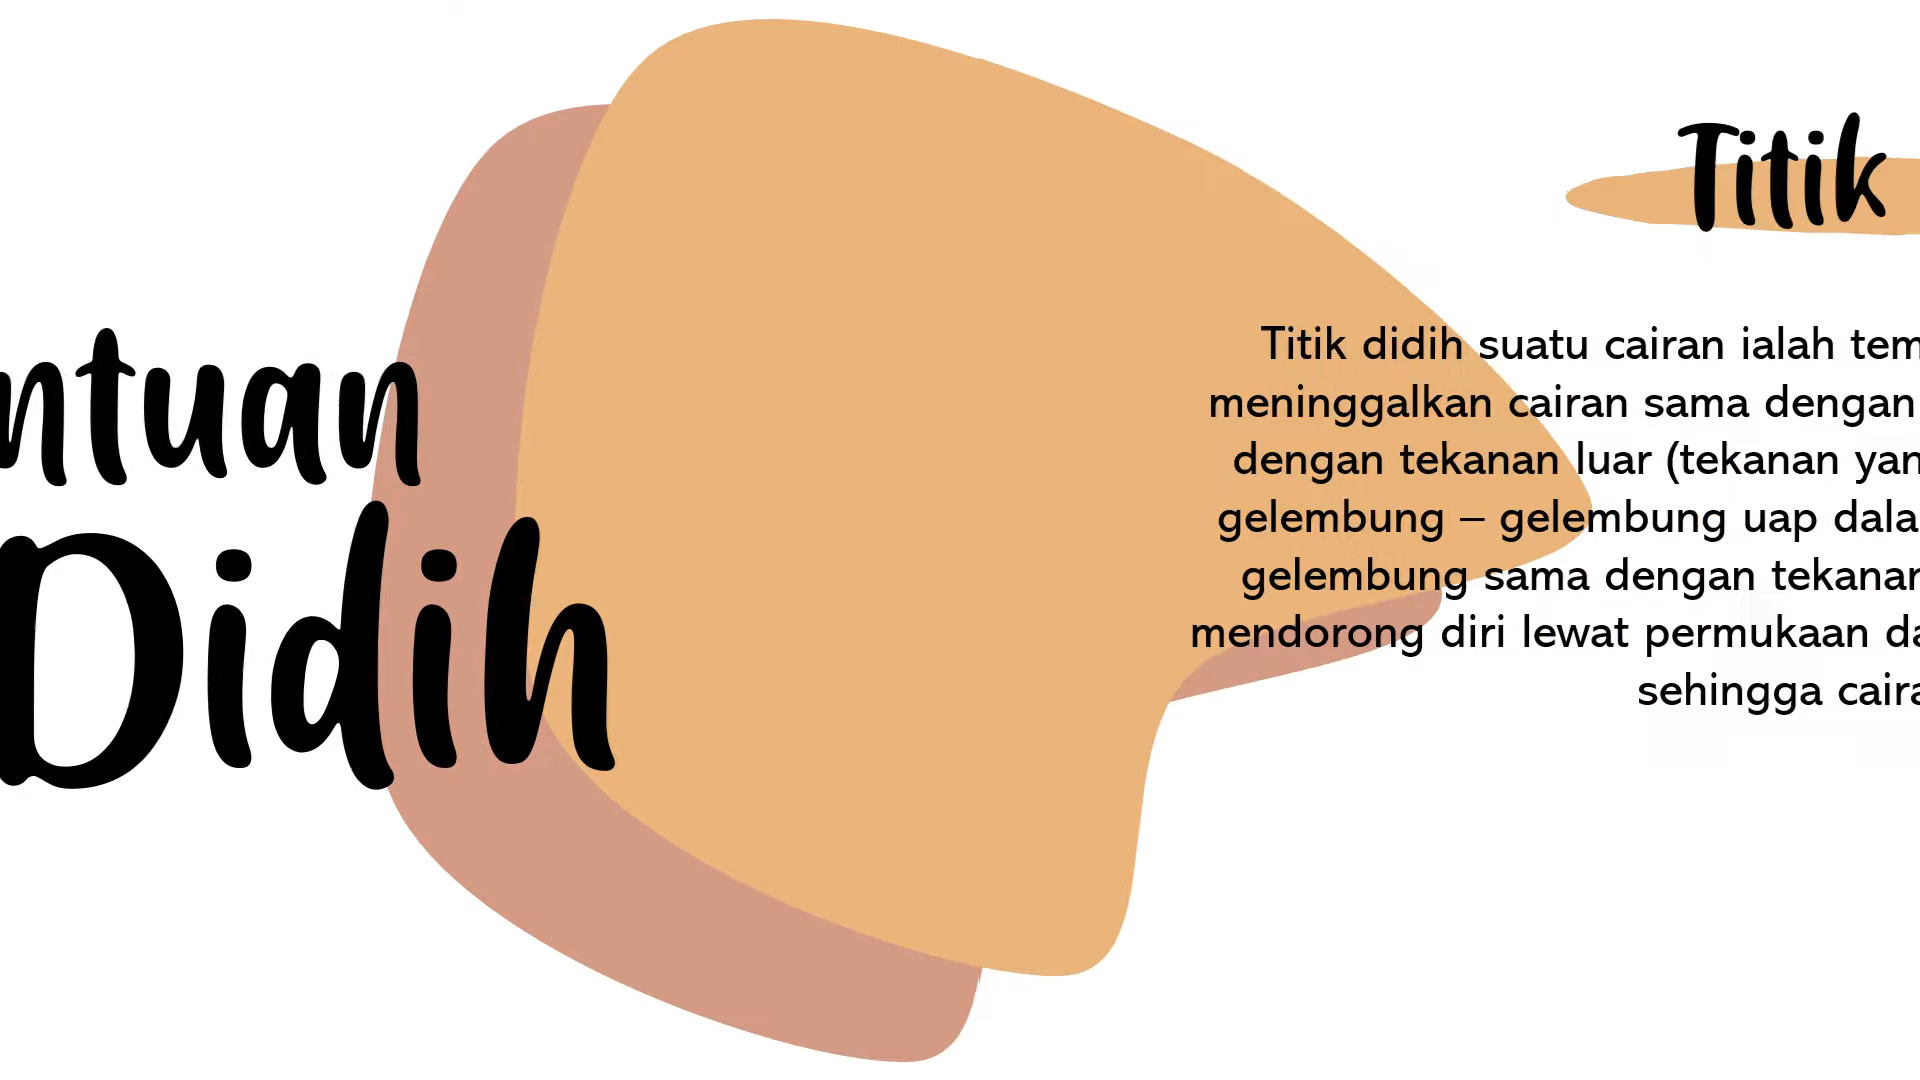 ntuan
Didih
Titik
Titik didih suatu cairan ialah tem
meninggalkan cairan sama dengan
dengan tekanan luar (tekanan yan
gelembung – gelembung uap dala
gelembung sama dengan tekanan
mendorong diri lewat permukaan da
sehingga caira